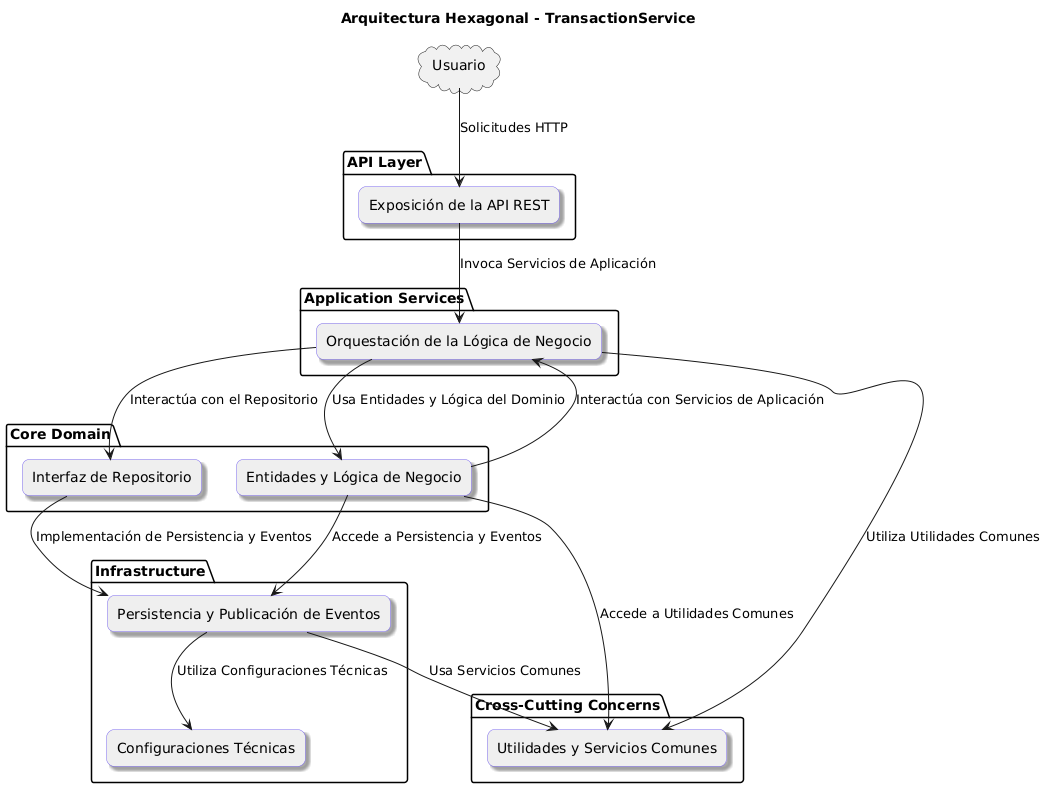 Arquitectura Hexagonal - TransactionService
Usuario
Solicitudes HTTP
API Layer
Exposición de la API REST
Invoca Servicios de Aplicación
Application Services
Orquestación de la Lógica de Negocio
Interactúa con el Repositorio
Usa Entidades y Lógica del Dominio
Interactúa con Servicios de Aplicación
Core Domain
Interfaz de Repositorio
Entidades y Lógica de Negocio
Implementación de Persistencia y Eventos
Accede a Persistencia y Eventos
Utiliza Utilidades Comunes
Infrastructure
Persistencia y Publicación de Eventos
Accede a Utilidades Comunes
Utiliza Configuraciones Técnicas
Usa Servicios Comunes
Cross-Cutting Concerns
Configuraciones Técnicas
Utilidades y Servicios Comunes